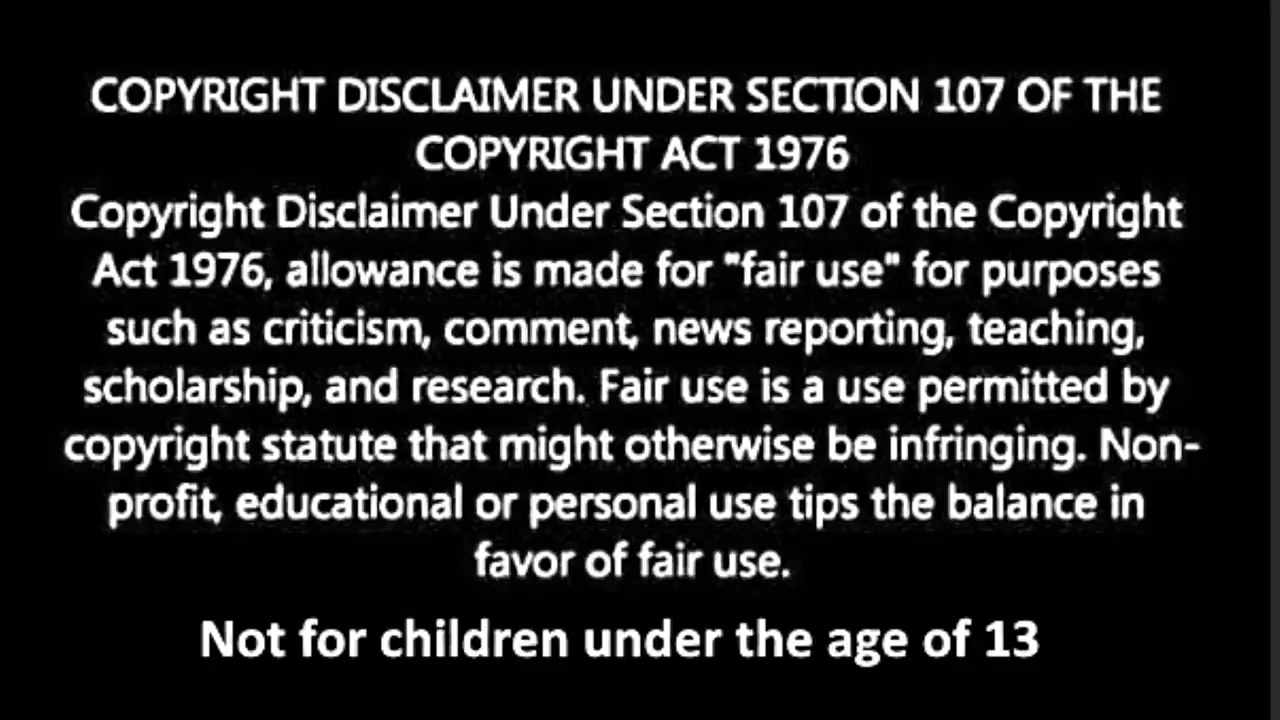 COPYRIGHT DISCLAIMER UNDER SECTION 107 OF THE
COPYRIGHT ACT 1976
Copyright Disclaimer Under Section 107 of the Copyright
Act 1976, allowance is made for "fair use" for purposes
such as criticism, comment, news reporting, teaching,
scholarship, and research. Fair use is a use permitted by
copyright statute that might otherwise be infringing. Non-
profit, educational or personal use tips the balance in
favor of fair use.
Not for children under the age of 13